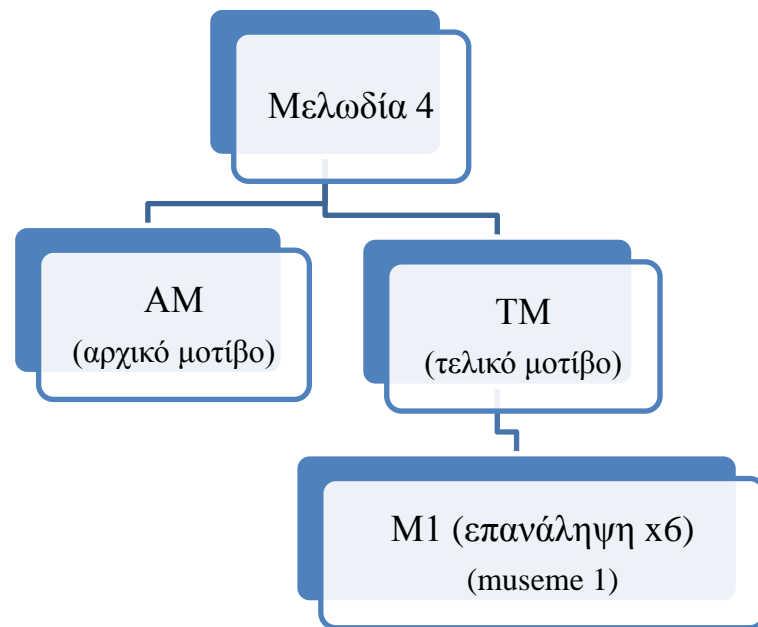 Μελωδία 4
ΑΜ
(αρχικό μοτίβο)
ΤΜ
(τελικό μοτίβο)
Μ1 (επανάληψη x6)
(museme 1)